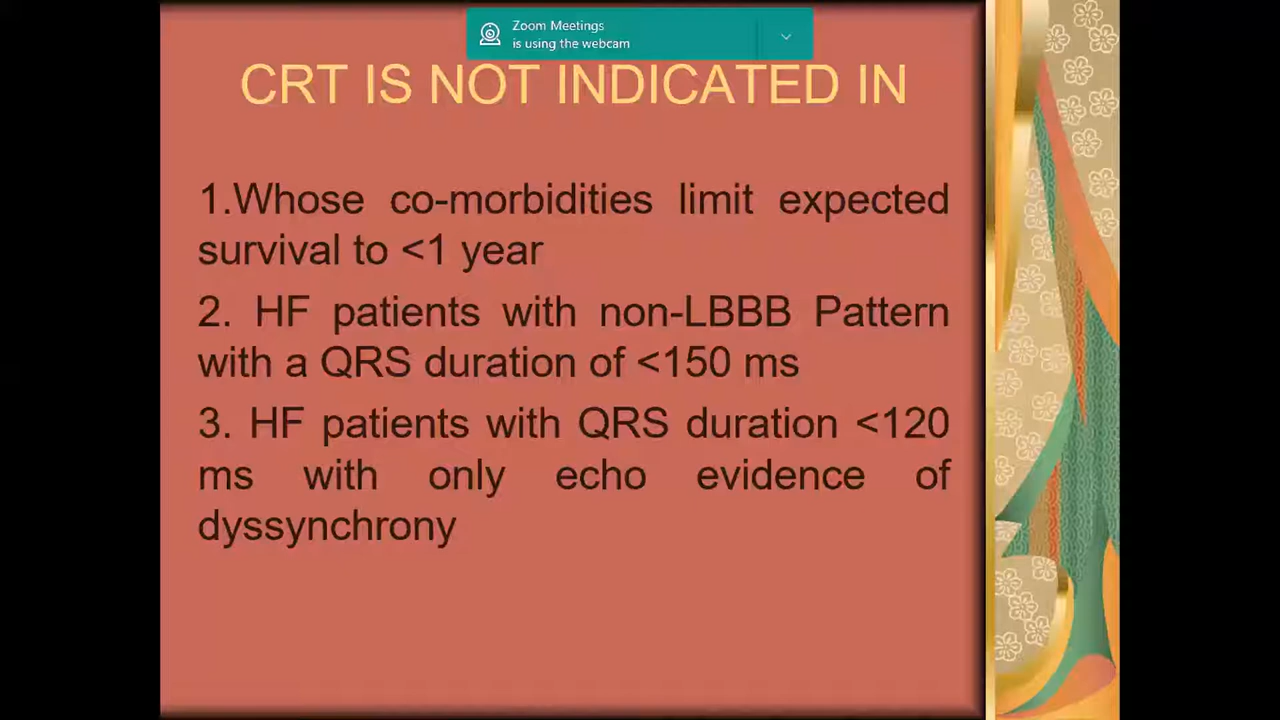 Zoom Meetings
is using the webcam
CRT IS NOT INDICATED IN
1.Whose co-morbidities limit expected
survival to <1 year
2. HF patients with non-LBBB Pattern
with a QRS duration of <150 ms
3. HF patients with QRS duration <120
ms with only echo evidence of
dyssynchrony